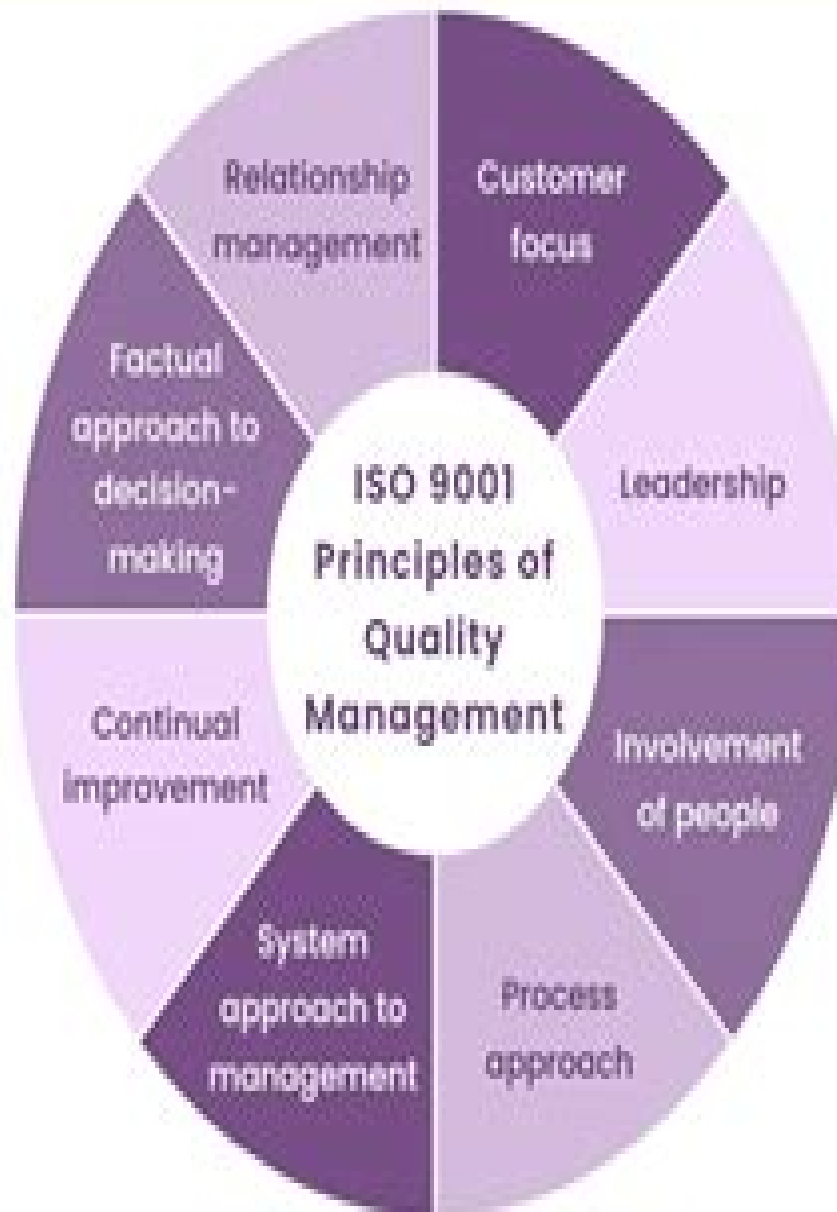 ISO 9001
Principles of
Quality
Management
Customer
focus
Leadership
Involvement
of people
Process
approach
System
approach to
management
Continual
improvement
Factual
approach to
decision-
making
Relationship
management